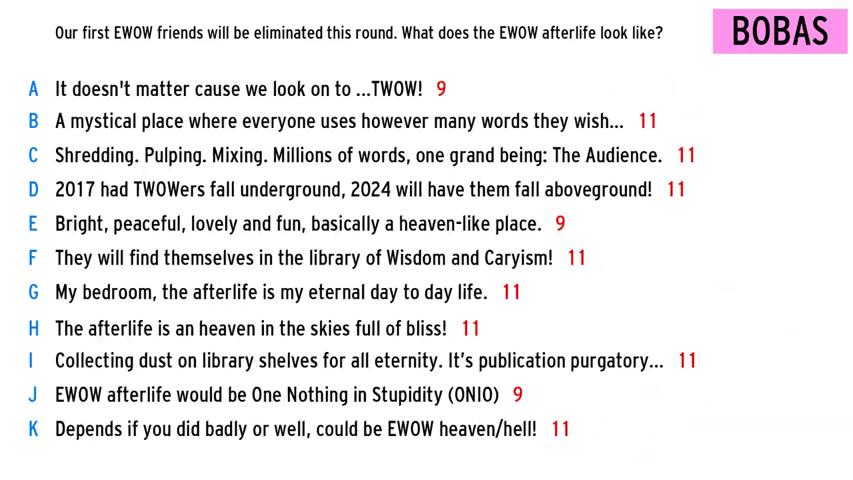 Our first EWOW friends will be eliminated this round. What does the EWOW afterlife look like?
BOBAS
A It doesn't matter cause we look on to ...TWOW! 9
B A mystical place where everyone uses however many words they wish... 11
C Shredding. Pulping. Mixing. Millions of words, one grand being: The Audience. 11
D 2017 had TWOWers fall underground, 2024 will have them fall aboveground! 11
E Bright, peaceful, lovely and fun, basically a heaven-like place. 9
F They will find themselves in the library of Wisdom and Caryism! 11
G My bedroom, the afterlife is my eternal day to day life. 11
H The afterlife is an heaven in the skies full of bliss! 11
I Collecting dust on library shelves for all eternity. It’s publication purgatory... 11
J EWOW afterlife would be One Nothing in Stupidity (ONIO) 9
K Depends if you did badly or well, could be EWOW heaven/hell! 11